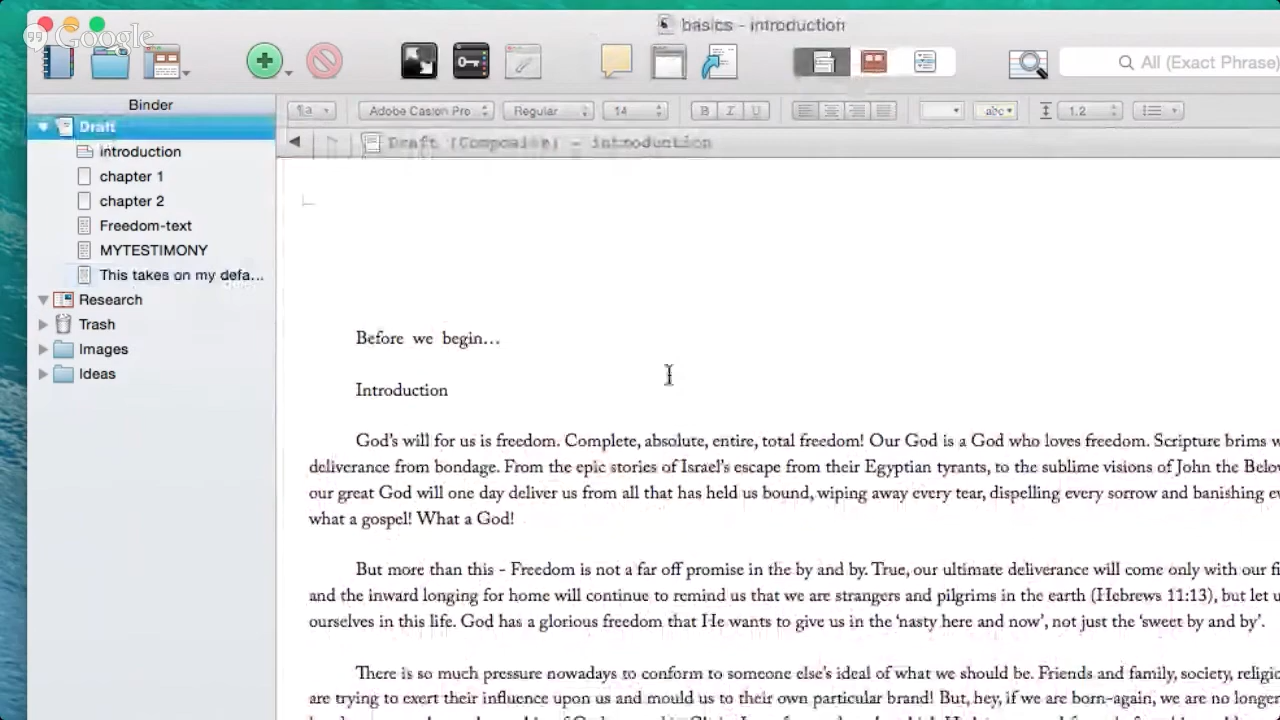 Google
basics - introduction
All (Exact Phrase)
Binder
Adobe Caslon Pro
Regular
14
B I U
abc
1.2
Draft (Composite) - introduction
Draft
introduction
chapter 1
chapter 2
Freedom-text
MYTESTIMONY
This takes on my defa...
Research
Trash
Images
Ideas
Before we begin...
Introduction
God's will for us is freedom. Complete, absolute, entire, total freedom! Our God is a God who loves freedom. Scripture brims
deliverance from bondage. From the epic stories of Israel's escape from their Egyptian tyrants, to the sublime visions of John the
our great God will one day deliver us from all that has held us bound, wiping away every tear, dispelling every sorrow and banishing
what a gospel! What a God!
But more than this - Freedom is not a far off promise in the by and by. True, our ultimate deliverance will come only with our
and the inward longing for home will continue to remind us that we are strangers and pilgrims in the earth (Hebrews 11:13), but let
ourselves in this life. God has a glorious freedom that He wants to give us in the 'nasty here and now', not just the 'sweet by and by'.
There is so much pressure nowadays to conform to someone else's ideal of what we should be. Friends and family, society,
are trying to exert their influence upon us and mould us to their own particular brand! But, hey, if we are born-again, we are no longer